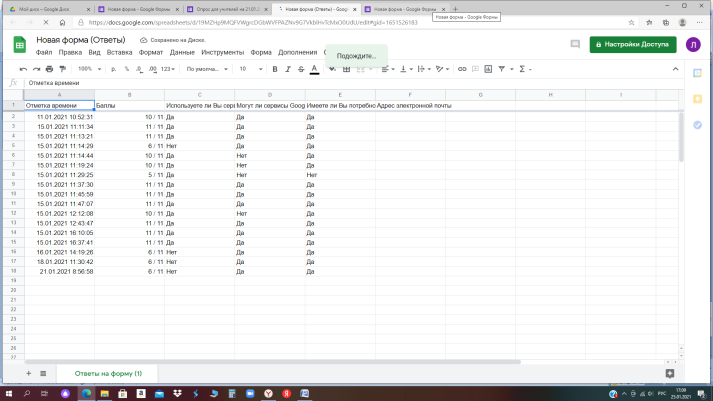 Мой диск – Google Диск
Новая форма - Google Формы
Опрос для учителей на 21.01.2
Новая форма (Ответы) - Goog
Новая форма - Google Формы
Новая форма - Google Формы
Новая форма (Ответы)
Сохранено на Диске.
Файл Правка Вид Вставка Формат Данные Инструменты Форма Дополнения
Подождите...
Настройки Доступа
Л
100% р. % .0 .00 123 По умолча... 10 B I S A
fx Отметка времени
A B C D E F G H I
1 Отметка времени Баллы Используете ли Вы серв Могут ли сервисы Goog Имеете ли Вы потребно Адрес электронной почты
2 11.01.2021 10:52:31 10 / 11 Да Да Да
3 15.01.2021 11:11:34 11 / 11 Да Да Да
4 15.01.2021 11:13:21 11 / 11 Да Да Да
5 15.01.2021 11:14:29 6 / 11 Нет Да Да
6 15.01.2021 11:14:44 10 / 11 Да Нет Да
7 15.01.2021 11:19:24 10 / 11 Да Нет Да
8 15.01.2021 11:29:25 5 / 11 Да Нет Нет
9 15.01.2021 11:37:30 11 / 11 Да Да Да
10 15.01.2021 11:45:59 11 / 11 Да Да Да
11 15.01.2021 11:47:07 11 / 11 Да Да Да
12 15.01.2021 12:12:08 10 / 11 Да Нет Да
13 15.01.2021 12:43:47 11 / 11 Да Да Да
14 15.01.2021 16:10:05 11 / 11 Да Да Да
15 15.01.2021 16:37:41 11 / 11 Да Да Да
16 16.01.2021 14:19:26 6 / 11 Нет Да Да
17 18.01.2021 11:30:42 6 / 11 Нет Да Да
18 21.01.2021 8:56:58 6 / 11 Нет Да Да
19
20
21
22
23
24
25
26
27
Ответы на форму (1)
РУС
17:00
23.01.2021